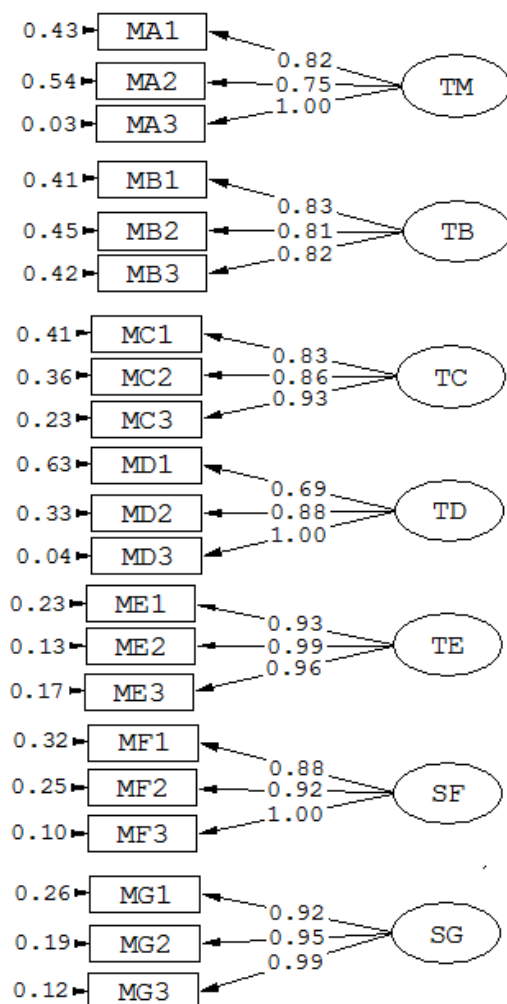 0.43 MA1 0.82
0.54 MA2 0.75 TM
0.03 MA3 1.00
0.41 MB1 0.83
0.45 MB2 0.81 TB
0.42 MB3 0.82
0.41 MC1 0.83
0.36 MC2 0.86 TC
0.23 MC3 0.93
0.63 MD1 0.69
0.33 MD2 0.88 TD
0.04 MD3 1.00
0.23 ME1 0.93
0.13 ME2 0.99 TE
0.17 ME3 0.96
0.32 MF1 0.88
0.25 MF2 0.92 SF
0.10 MF3 1.00
0.26 MG1 0.92
0.19 MG2 0.95 SG
0.12 MG3 0.99